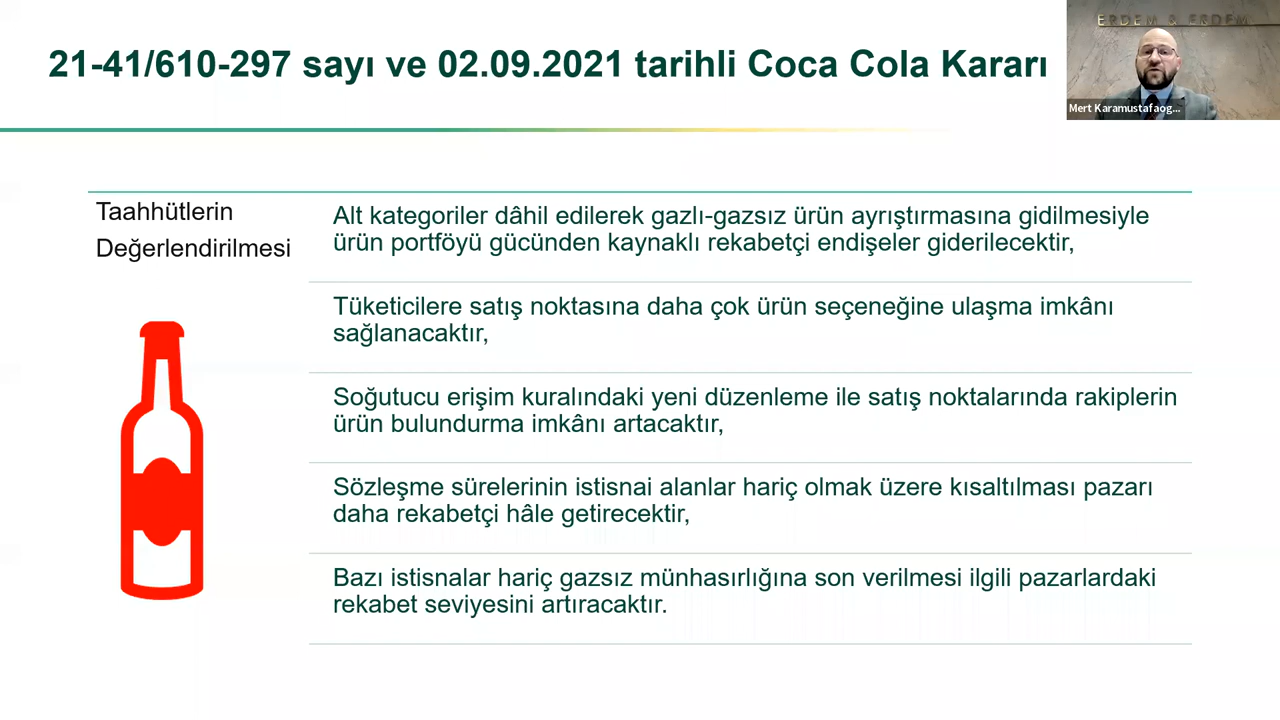 21-41/610-297 sayı ve 02.09.2021 tarihli Coca Cola Kararı
ERDEM & ERDEM
Mert Karamustafaog...
Taahhütlerin
Değerlendirilmesi
Alt kategoriler dâhil edilerek gazlı-gazsız ürün ayrıştırmasına gidilmesiyle
ürün portföyü gücünden kaynaklı rekabetçi endişeler giderilecektir,
Tüketicilere satış noktasına daha çok ürün seçeneğine ulaşma imkânı
sağlanacaktır,
Soğutucu erişim kuralındaki yeni düzenleme ile satış noktalarında rakiplerin
ürün bulundurma imkânı artacaktır,
Sözleşme sürelerinin istisnai alanlar hariç olmak üzere kısaltılması pazarı
daha rekabetçi hâle getirecektir,
Bazı istisnalar hariç gazsız münhasırlığına son verilmesi ilgili pazarlardaki
rekabet seviyesini artıracaktır.